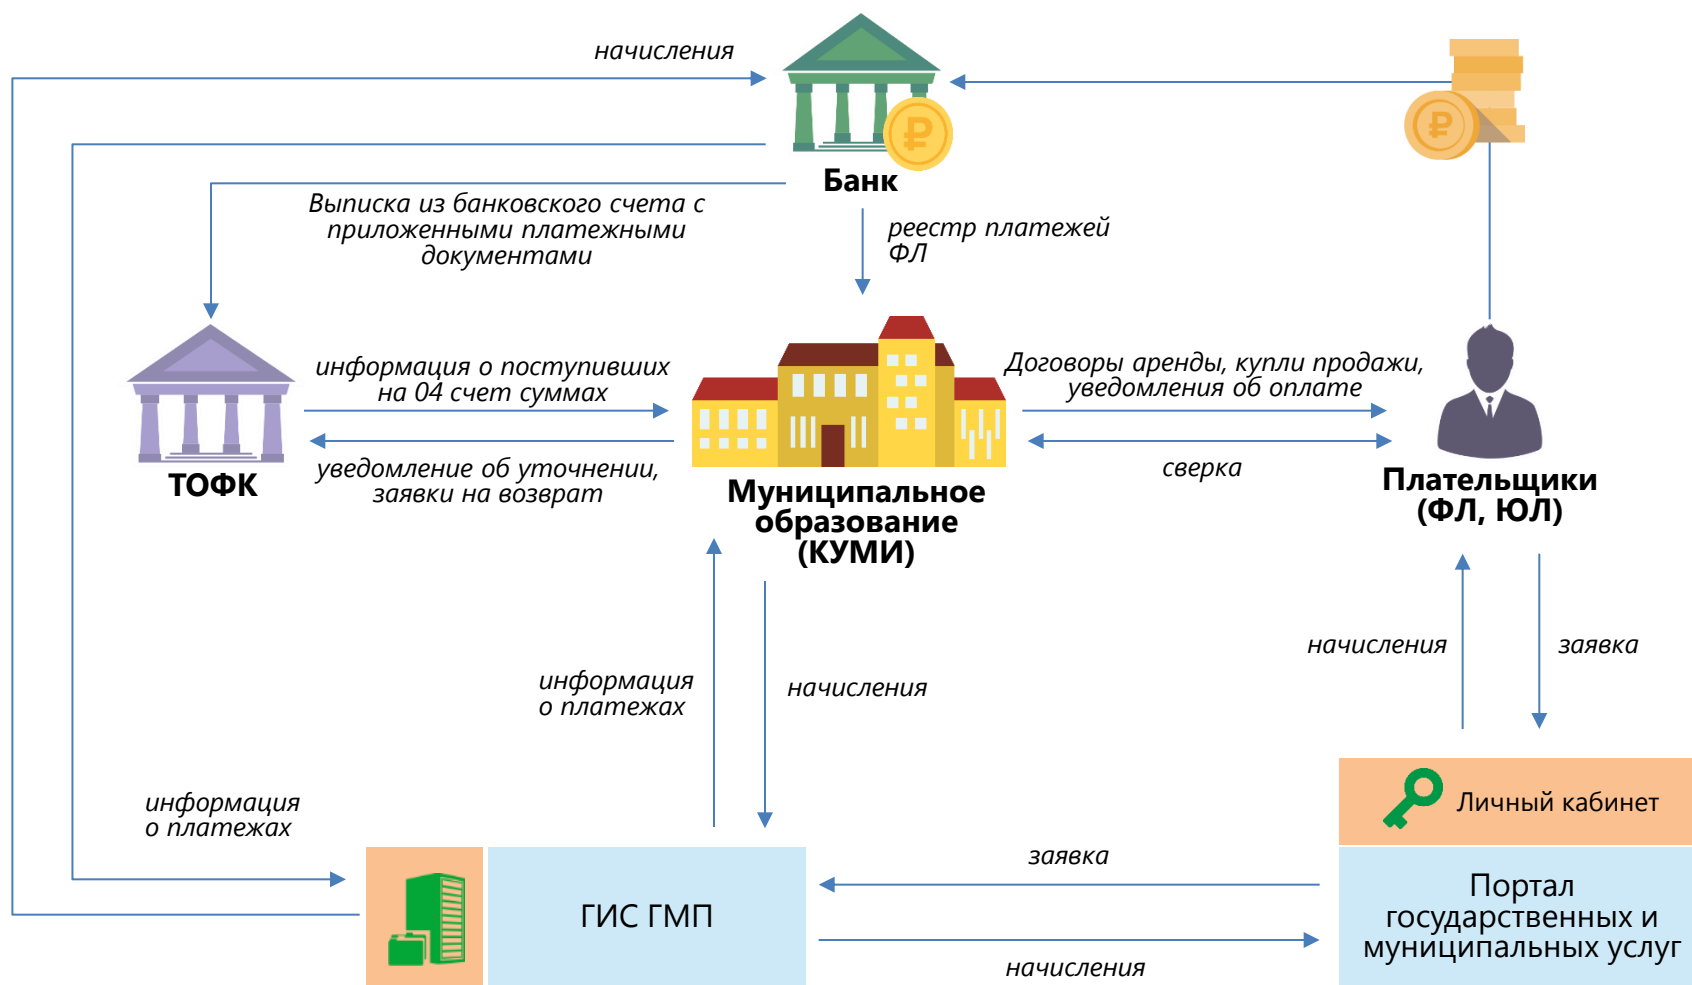 начисления
Банк
Выписка из банковского счета с
приложенными платежными
документами
реестр платежей
ФЛ
информация о поступивших
на 04 счет суммах
Договоры аренды, купли продажи,
уведомления об оплате
ТОФК
уведомление об уточнении,
заявки на возврат
Муниципальное
образование
(КУМИ)
сверка
Плательщики
(ФЛ, ЮЛ)
информация
о платежах
начисления
начисления
заявка
информация
о платежах
Личный кабинет
ГИС ГМП
заявка
начисления
Портал
государственных и
муниципальных услуг